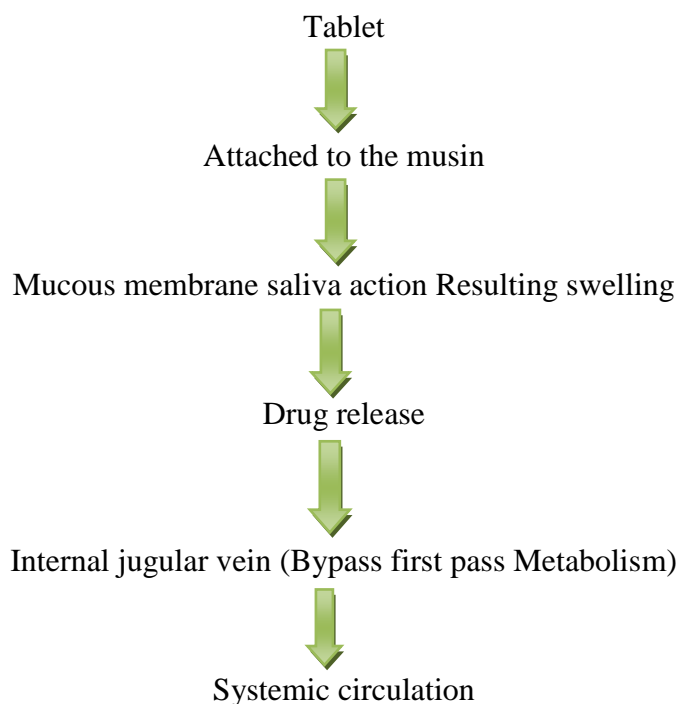 Tablet
Attached to the musin
Mucous membrane saliva action Resulting swelling
Drug release
Internal jugular vein (Bypass first pass Metabolism)
Systemic circulation